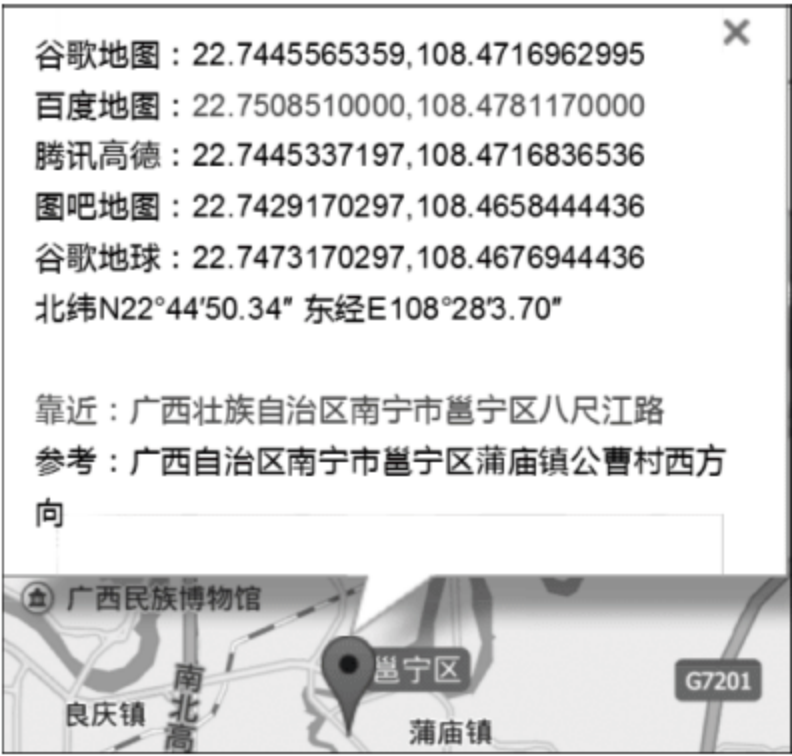 谷歌地图：22.7445565359,108.4716962995
百度地图：22.7508510000,108.4781170000
腾讯高德：22.7445337197,108.4716836536
图吧地图：22.7429170297,108.4658444436
谷歌地球：22.7473170297,108.4676944436
北纬N22°44′50.34″ 东经E108°28′3.70″
靠近：广西壮族自治区南宁市邕宁区八尺江路
参考：广西自治区南宁市邕宁区蒲庙镇公曹村西方
向
广西民族博物馆
邕宁区
G7201
南北高
良庆镇
蒲庙镇